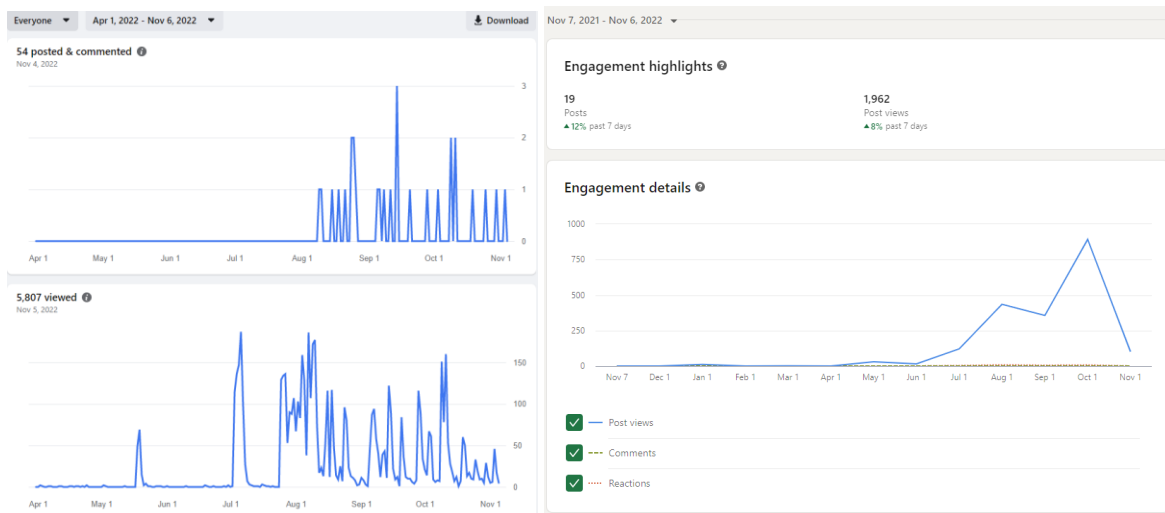 Everyone
Apr 1, 2022 - Nov 6, 2022
Download
54 posted & commented
Nov 4, 2022
3
2
1
0
Apr 1 May 1 Jun 1 Jul 1 Aug 1 Sep 1 Oct 1 Nov 1
5,807 viewed
Nov 5, 2022
150
100
50
0
Apr 1 May 1 Jun 1 Jul 1 Aug 1 Sep 1 Oct 1 Nov 1
Nov 7, 2021 - Nov 6, 2022
Engagement highlights
19 1,962
Posts Post views
12% past 7 days 8% past 7 days
Engagement details
1000
750
500
250
0
Nov 7 Dec 1 Jan 1 Feb 1 Mar 1 Apr 1 May 1 Jun 1 Jul 1 Aug 1 Sep 1 Oct 1 Nov 1
Post views
Comments
Reactions